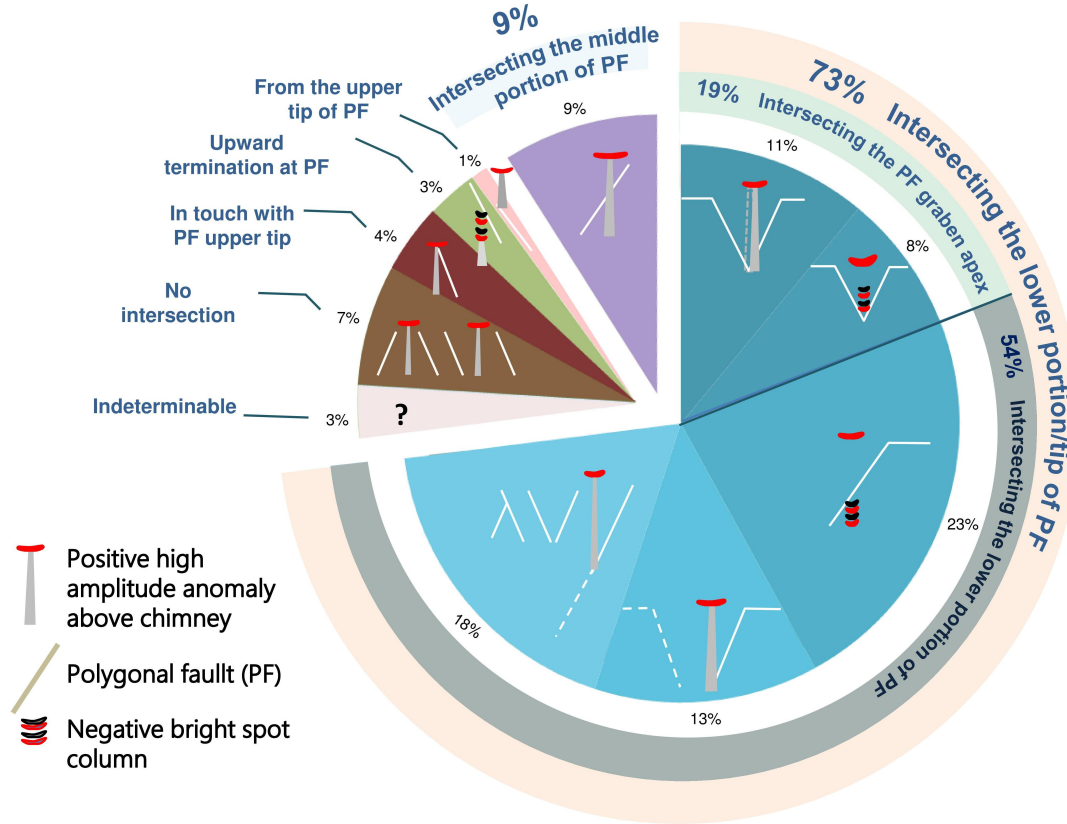 9%
Intersecting the middle
portion of PF
9%
73% Intersecting the lower portion/tip of PF
19% Intersecting the PF graben apex
11%
8%
54% Intersecting the lower portion of PF
23%
13%
18%
From the upper
tip of PF
1%
Upward
termination at PF
3%
In touch with
PF upper tip
4%
No
intersection
7%
Indeterminable
3%
?
Positive high
amplitude anomaly
above chimney
Polygonal faullt (PF)
Negative bright spot
column